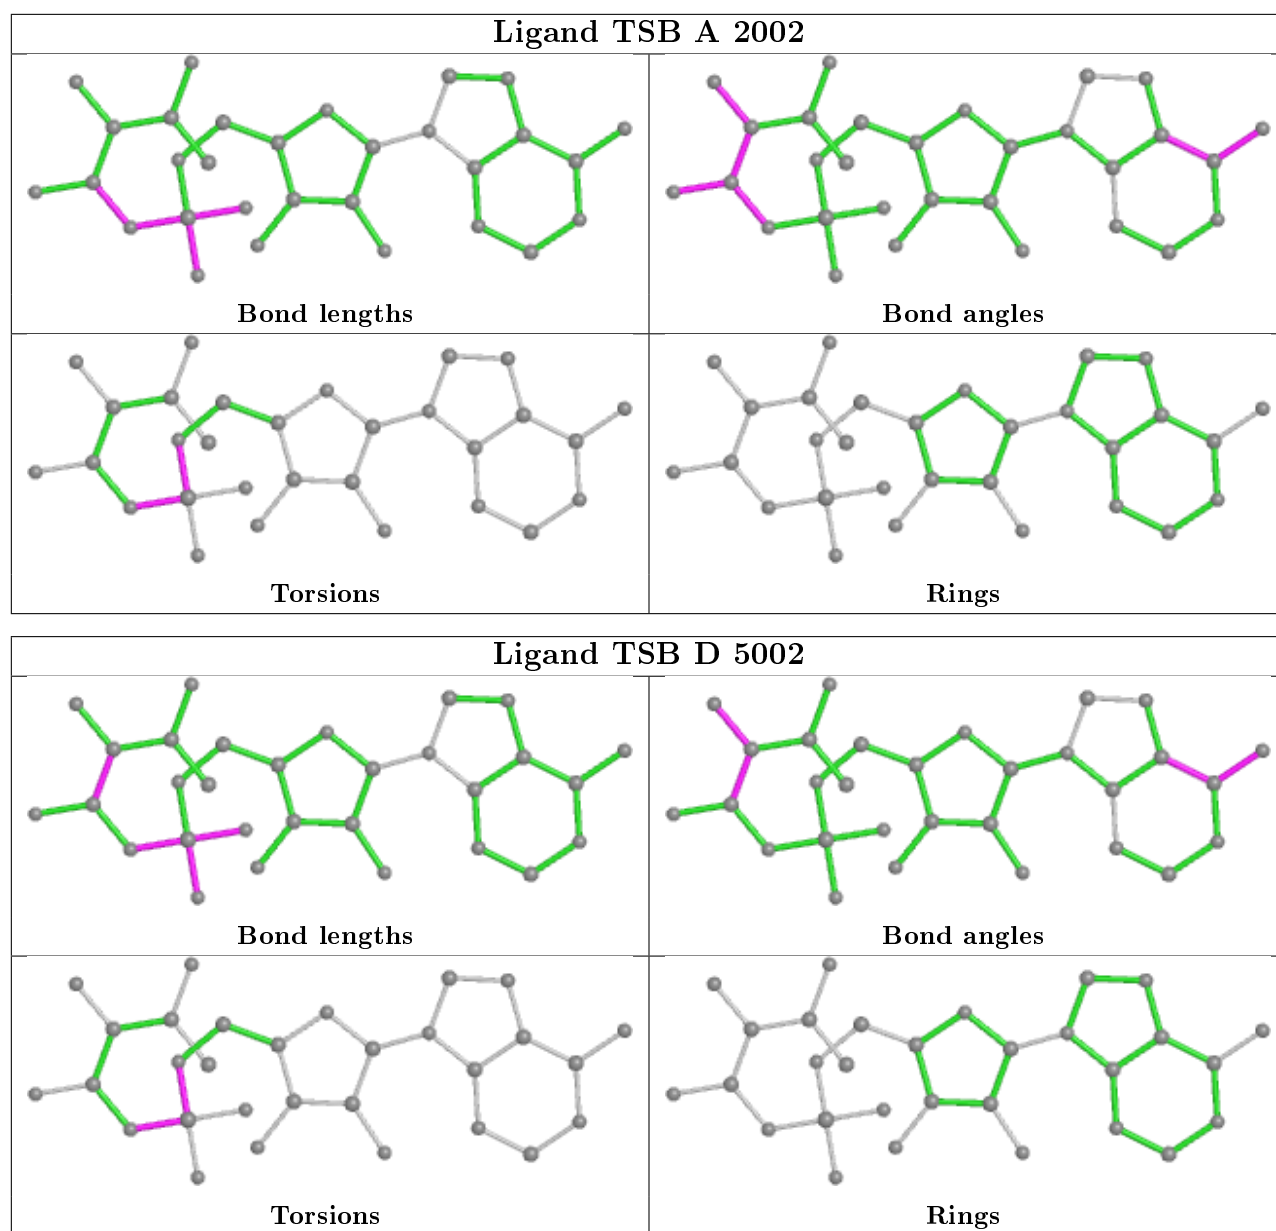 Ligand TSB A 2002
Bond lengths
Bond angles
Torsions
Rings
Ligand TSB D 5002
Bond lengths
Bond angles
Torsions
Rings